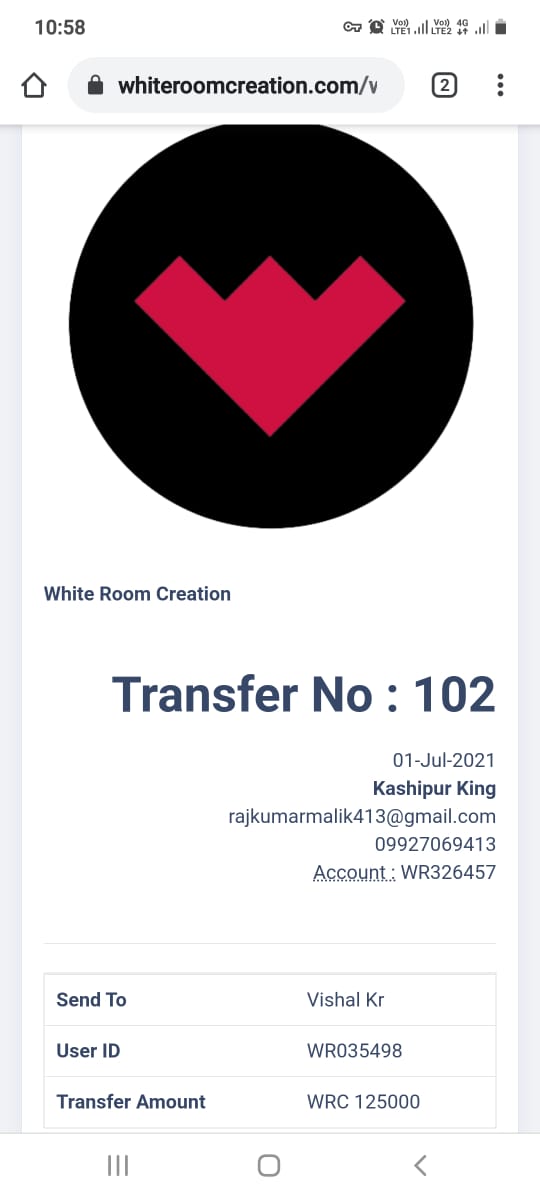 10:58
Vo)) LTE1 Vo)) LTE2 4G
whiteroomcreation.com/v
2
White Room Creation
Transfer No : 102
01-Jul-2021
Kashipur King
rajkumarmalik413@gmail.com
09927069413
Account : WR326457
Send To Vishal Kr
User ID WR035498
Transfer Amount WRC 125000